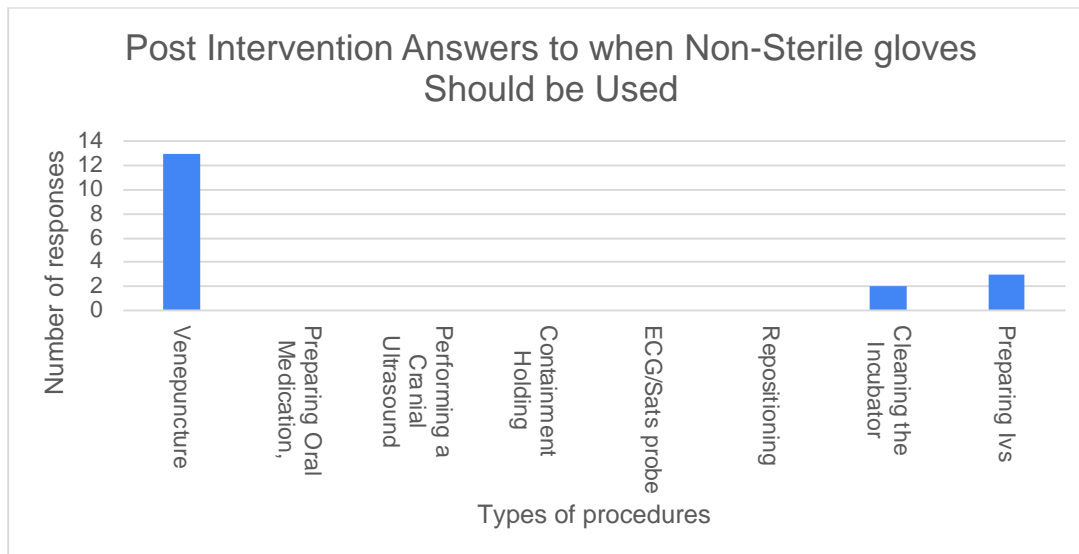 Post Intervention Answers to when Non-Sterile gloves
Should be Used
Number of responses
14
12
10
8
6
4
2
0
Venepuncture
Preparing Oral
Medication,
Performing a
Cranial
Ultrasound
Containment
Holding
ECG/Sats probe
Repositioning
Cleaning the
Incubator
Preparing Ivs
Types of procedures